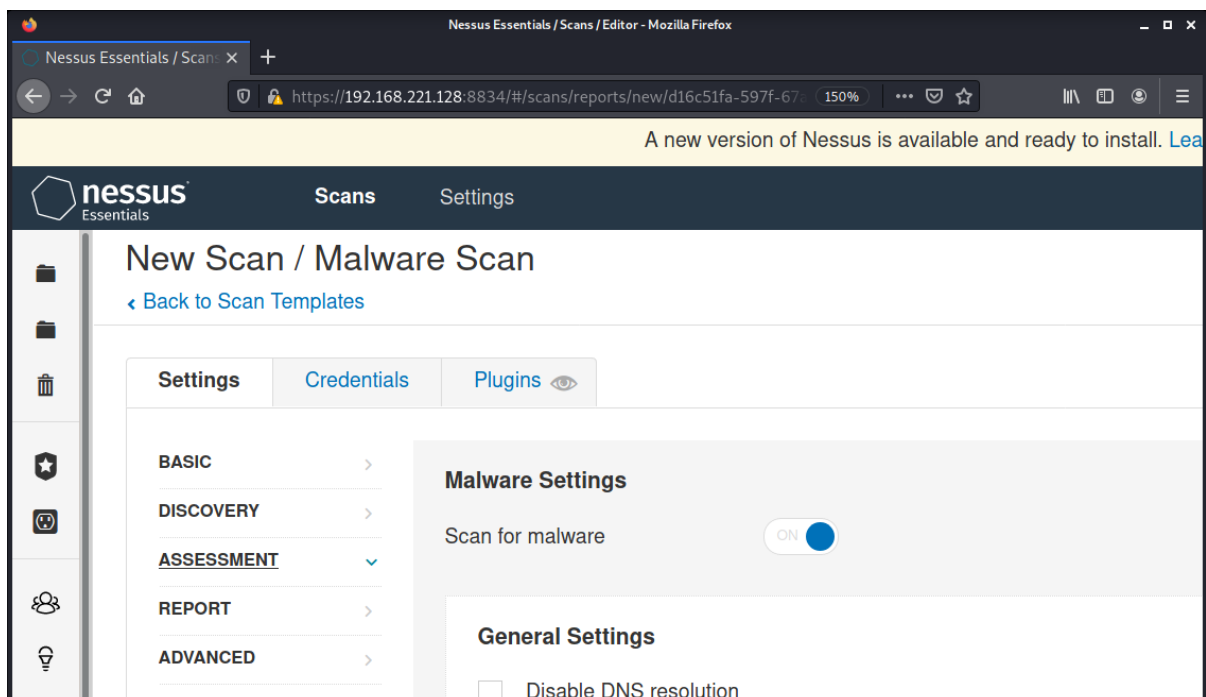 Nessus Essentials / Scans / Editor - Mozilla Firefox
Nessus Essentials / Scans
https://192.168.221.128:8834/#/scans/reports/new/d16c51fa-597f-67a 150%
A new version of Nessus is available and ready to install. Lea
nessus Scans Settings
Essentials
New Scan / Malware Scan
Back to Scan Templates
Settings Credentials Plugins
BASIC
Malware Settings
DISCOVERY
Scan for malware ON
ASSESSMENT
REPORT
General Settings
ADVANCED
Disable DNS resolution